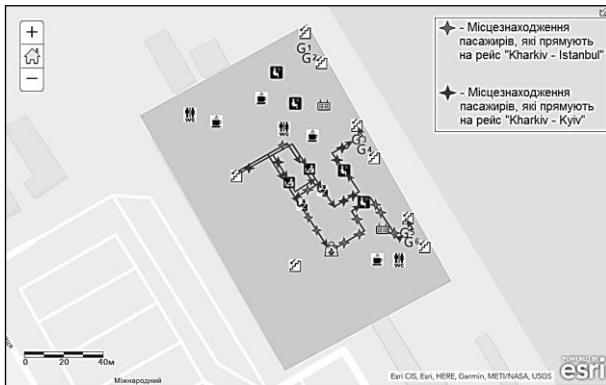 +
−
- Місцезнаходження
пасажирів, які прямують
на рейс "Kharkiv - Istanbul"
- Місцезнаходження
пасажирів, які прямують
на рейс "Kharkiv - Kyiv"
G1
G2
WC
WC
G3
G4
G5
G6
WC
0 20 40м
Міжнародний
Esri CIS, Esri, HERE, Garmin, METI/NASA, USGS
POWERED BY
esri